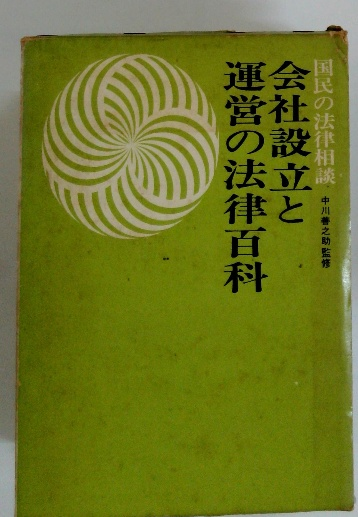 国民の法律相談
中川善之助 監修
会社設立と
運営の法律百科